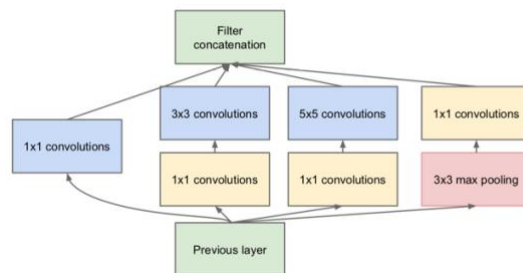 Filter
concatenation
3x3 convolutions
5x5 convolutions
1x1 convolutions
1x1 convolutions
1x1 convolutions
1x1 convolutions
3x3 max pooling
Previous layer